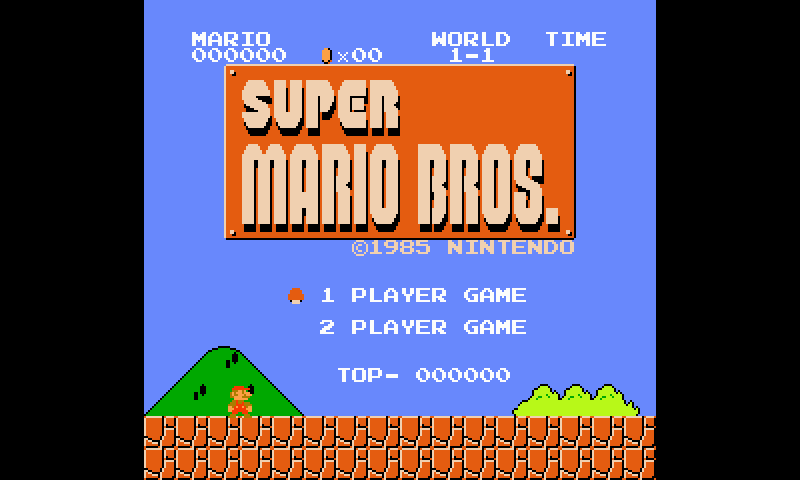 MARIO WORLD TIME
000000 ×00 1-1
SUPER
MARIO BROS.
©1985 NINTENDO
1 PLAYER GAME
2 PLAYER GAME
TOP- 000000